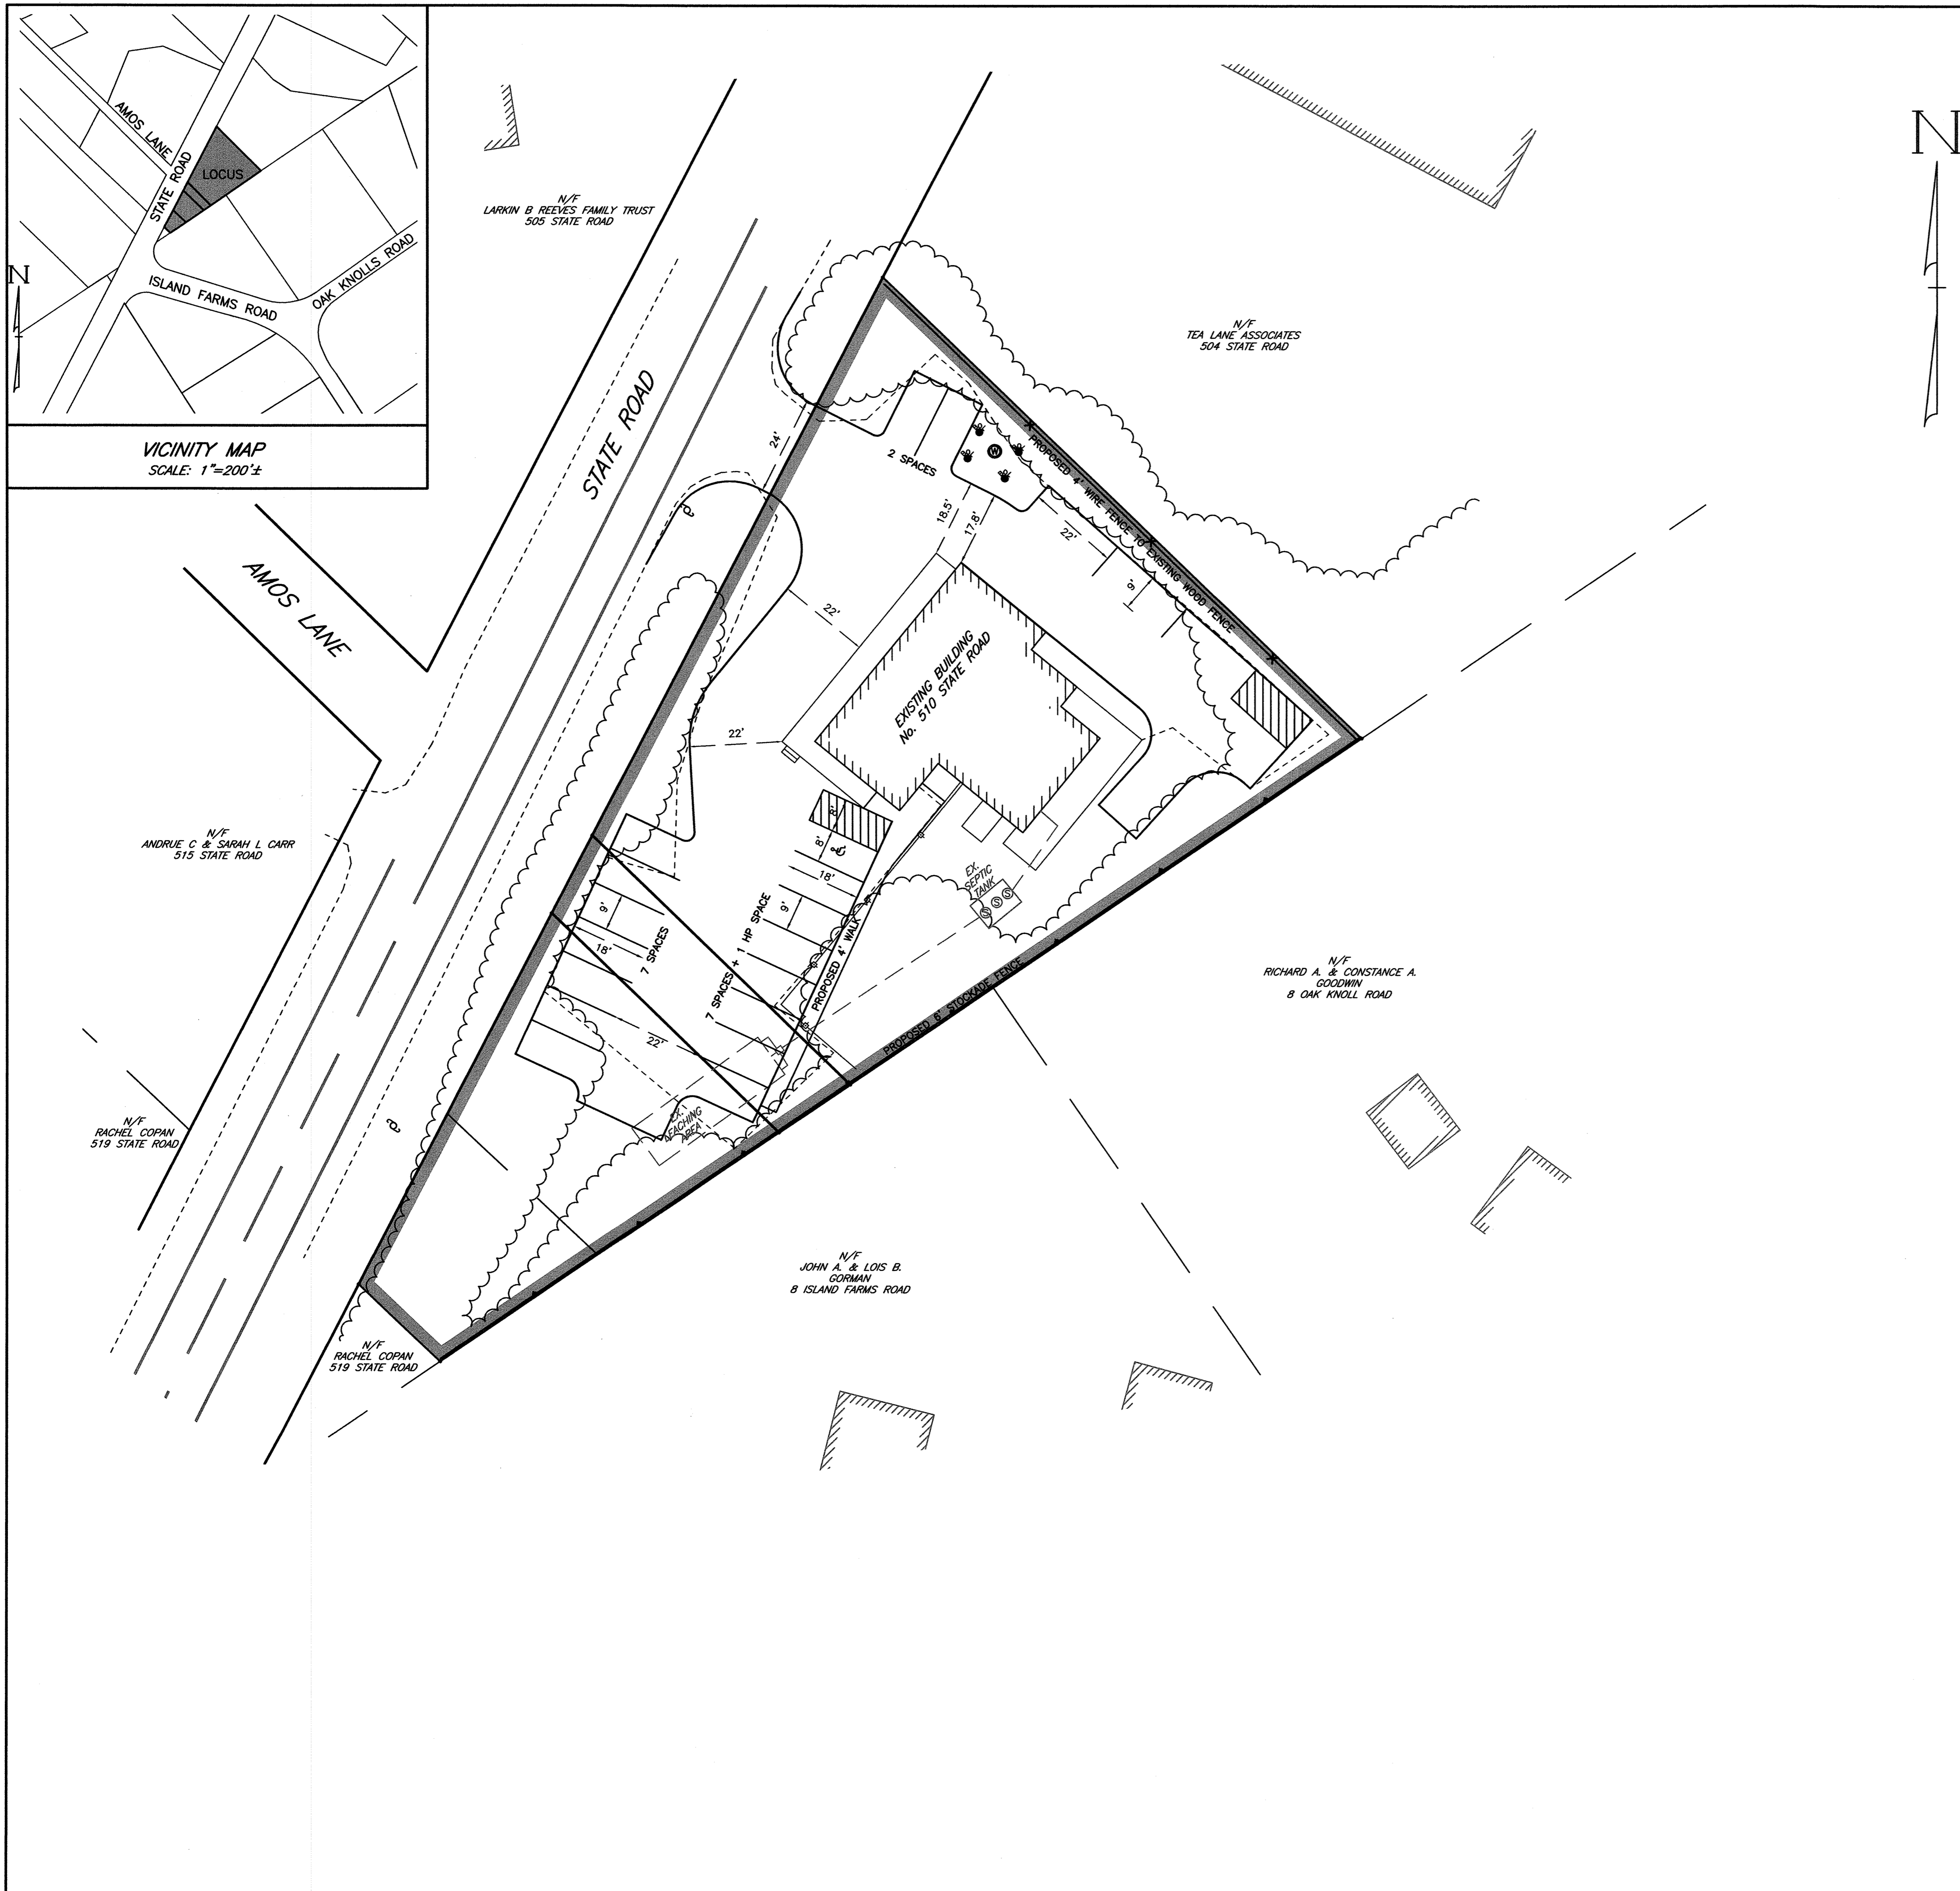 AMOS LANE
STATE ROAD
LOCUS
N
ISLAND FARMS ROAD
OAK KNOLLS ROAD
VICINITY MAP
SCALE: 1"=200'±
N
N/F
LARKIN B REEVES FAMILY TRUST
505 STATE ROAD
N/F
TEA LANE ASSOCIATES
504 STATE ROAD
STATE ROAD
AMOS LANE
24'
2 SPACES
W
PROPOSED 4' WIRE FENCE TO EXISTING WOOD FENCE
18.5'
17.8'
22'
9'
22'
22'
EXISTING BUILDING
No. 510 STATE ROAD
N/F
ANDRUE C & SARAH L CARR
515 STATE ROAD
8'
8'
18'
9'
EX.
SEPTIC
TANK
S S S
9'
18'
7 SPACES
7 SPACES + 1 HP SPACE
PROPOSED 4' WALK
22'
PROPOSED 6' STOCKADE FENCE
N/F
RICHARD A. & CONSTANCE A.
GOODWIN
8 OAK KNOLL ROAD
EX.
LEACHING
AREA
N/F
RACHEL COPAN
519 STATE ROAD
N/F
JOHN A. & LOIS B.
GORMAN
8 ISLAND FARMS ROAD
N/F
RACHEL COPAN
519 STATE ROAD